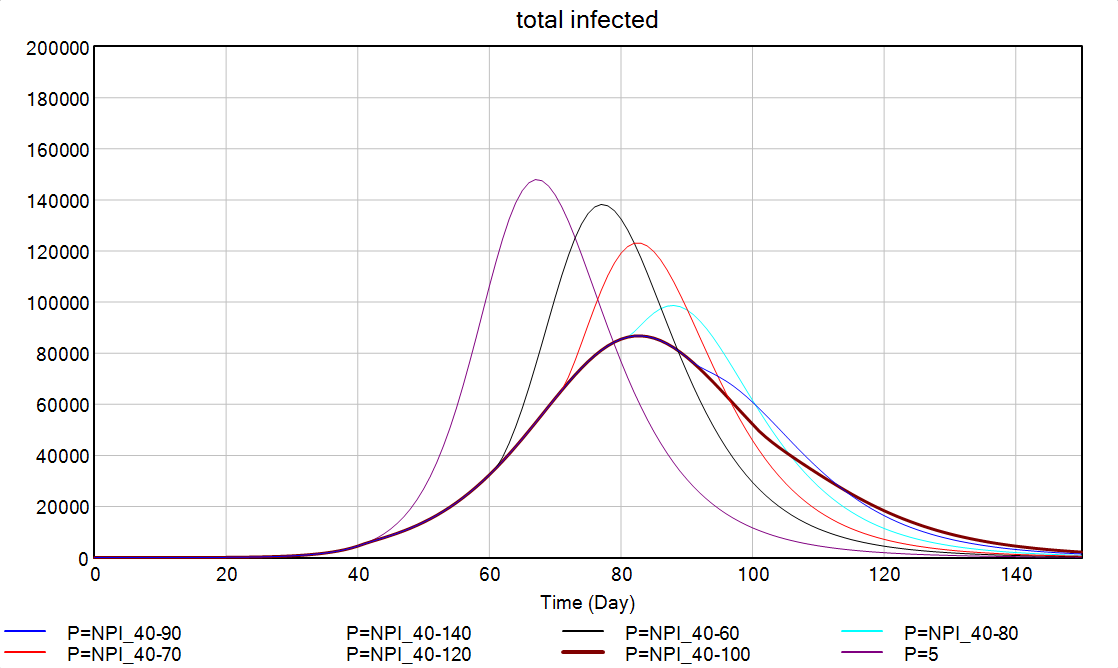 total infected
200000
180000
160000
140000
120000
100000
80000
60000
40000
20000
0
0 20 40 60 80 100 120 140
Time (Day)
P=NPI_40-90 P=NPI_40-140 P=NPI_40-60 P=NPI_40-80
P=NPI_40-70 P=NPI_40-120 P=NPI_40-100 P=5